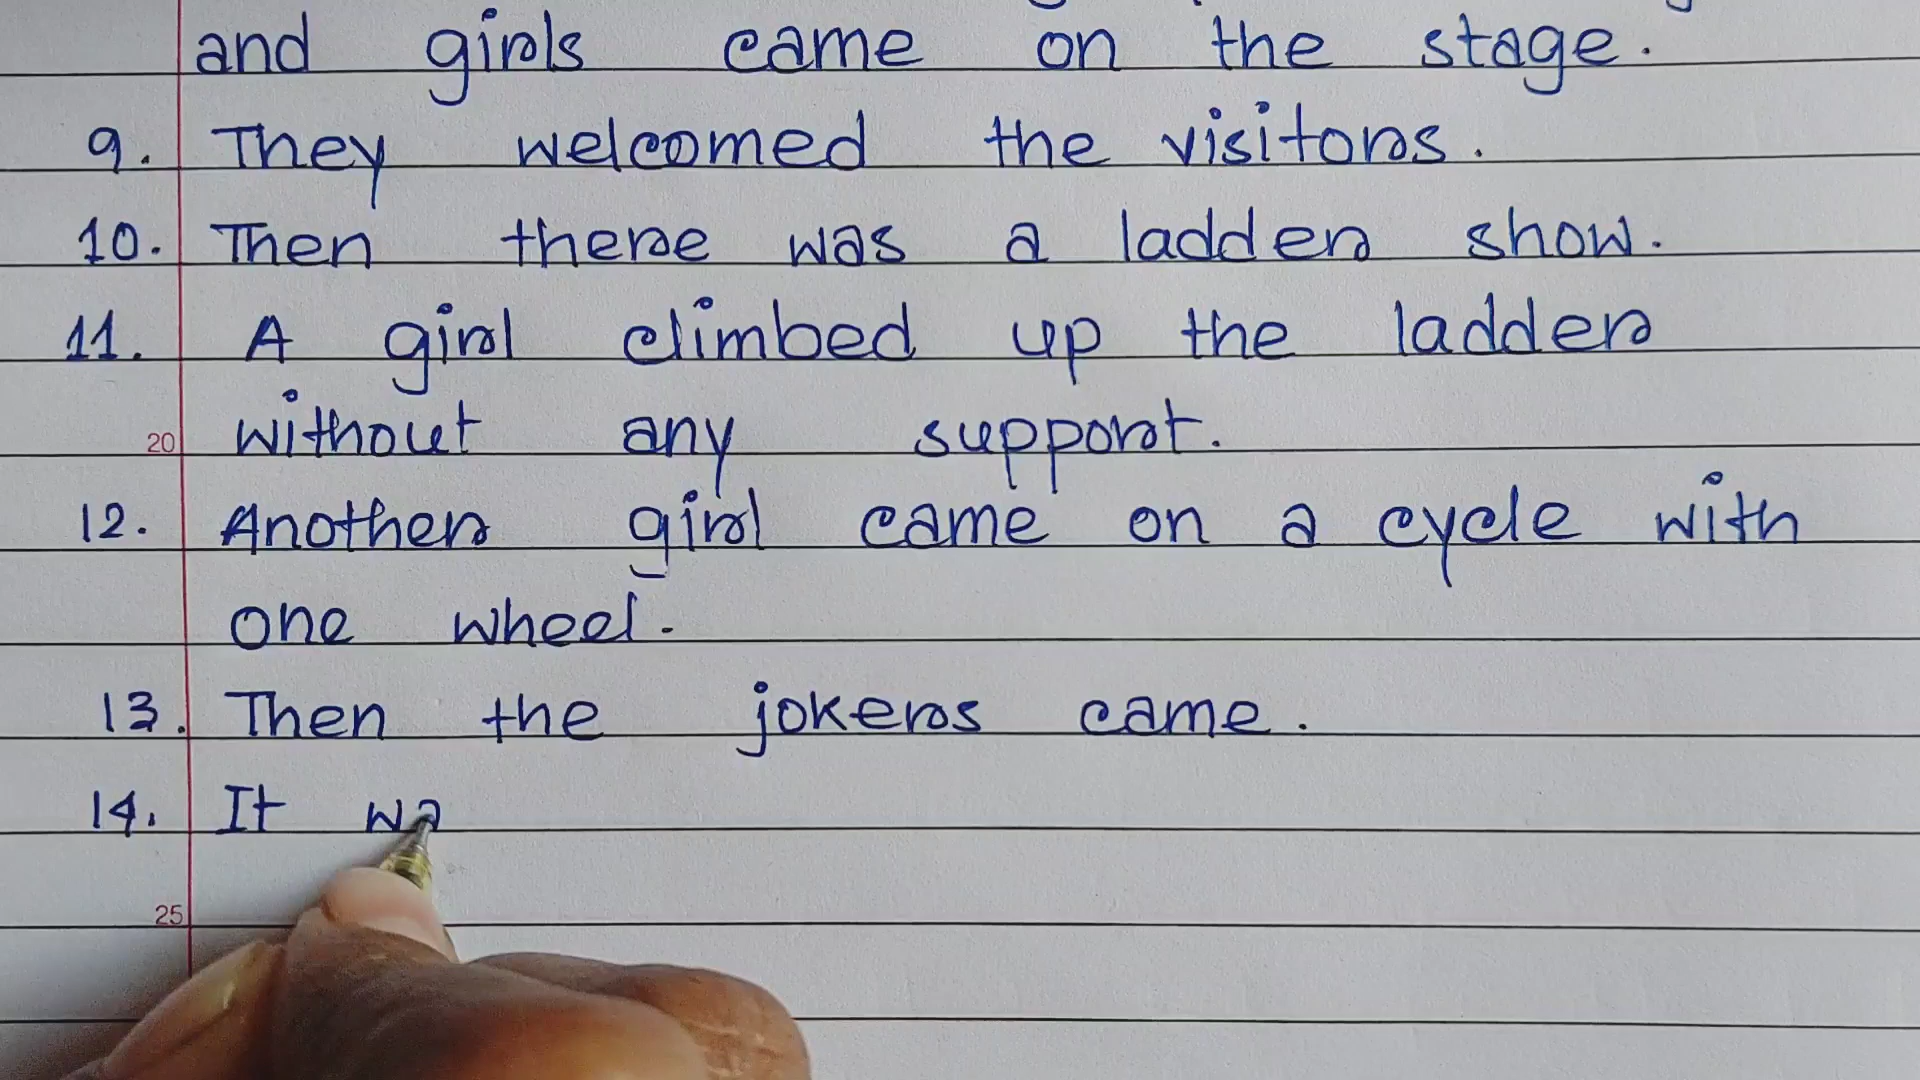 and girls came on the stage.
9. They welcomed the visitors.
10. Then there was a ladder show.
11. A girl climbed up the ladder
20 without any support.
12. Another girl came on a cycle with
one wheel.
13. Then the jokers came.
14. It wa
25